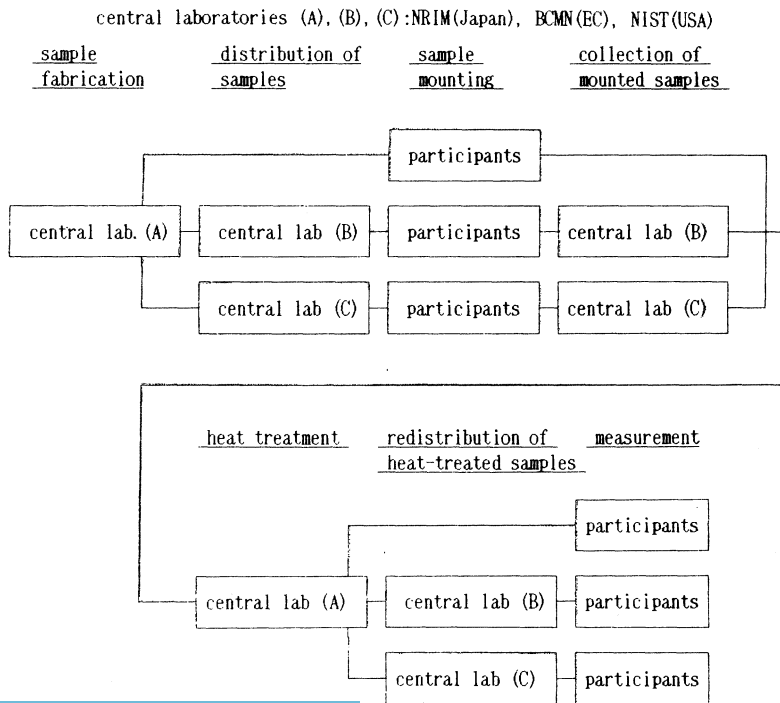 central laboratories (A), (B), (C):NRIM(Japan), BCMN(EC), NIST(USA)
sample fabrication
distribution of samples
sample mounting
collection of mounted samples
participants
central lab. (A)
central lab (B)
participants
central lab (B)
central lab (C)
participants
central lab (C)
heat treatment
redistribution of heat-treated samples
measurement
participants
central lab (A)
central lab (B)
participants
central lab (C)
participants